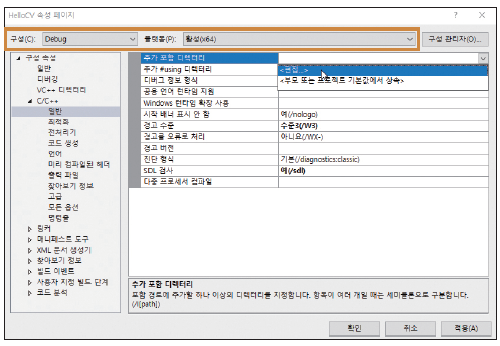 HelloCV 속성 페이지
?
구성(C): Debug 플랫폼(P): 활성(x64) 구성 관리자(O)...
구성 속성
일반
디버깅
VC++ 디렉터리
C/C++
일반
최적화
전처리기
코드 생성
언어
미리 컴파일된 헤더
출력 파일
찾아보기 정보
고급
모든 옵션
명령줄
링커
매니페스트 도구
XML 문서 생성기
찾아보기 정보
빌드 이벤트
사용자 지정 빌드 단계
코드 분석
추가 포함 디렉터리
추가 #using 디렉터리 <편집...>
디버그 정보 형식 <부모 또는 프로젝트 기본값에서 상속>
공용 언어 런타임 지원
Windows 런타임 확장 사용
시작 배너 표시 안 함 예(/nologo)
경고 수준 수준3(/W3)
경고를 오류로 처리 아니요(/WX-)
경고 버전
진단 형식 기본(/diagnostics:classic)
SDL 검사 예(/sdl)
다중 프로세서 컴파일
추가 포함 디렉터리
포함 경로에 추가할 하나 이상의 디렉터리를 지정합니다. 항목이 여러 개일 때는 세미콜론으로 구분합니다.
(/I[path])
확인 취소 적용(A)